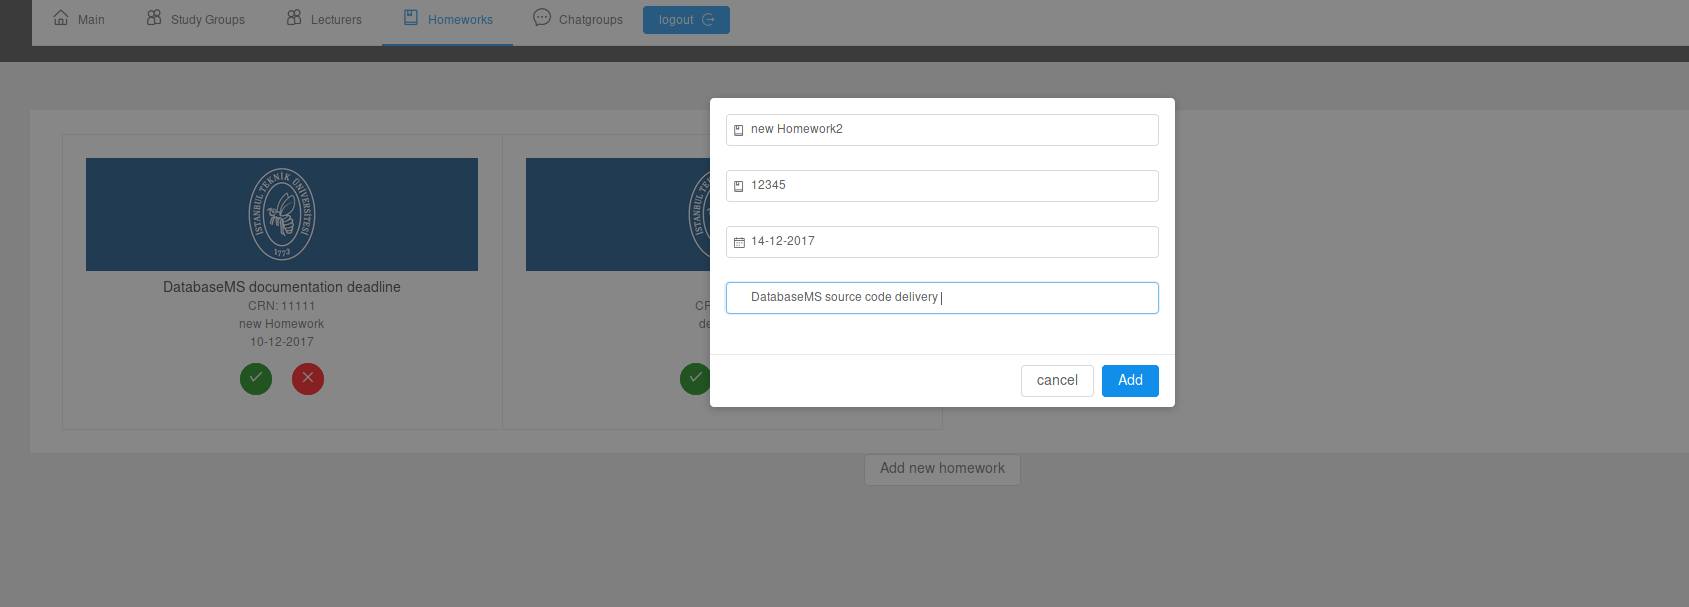 Main Study Groups Lecturers Homeworks Chatgroups logout
İSTANBUL TEKNİK ÜNİVERSİTESİ
1773
DatabaseMS documentation deadline
CRN: 11111
new Homework
10-12-2017
new Homework2
12345
14-12-2017
DatabaseMS source code delivery
cancel Add
Add new homework